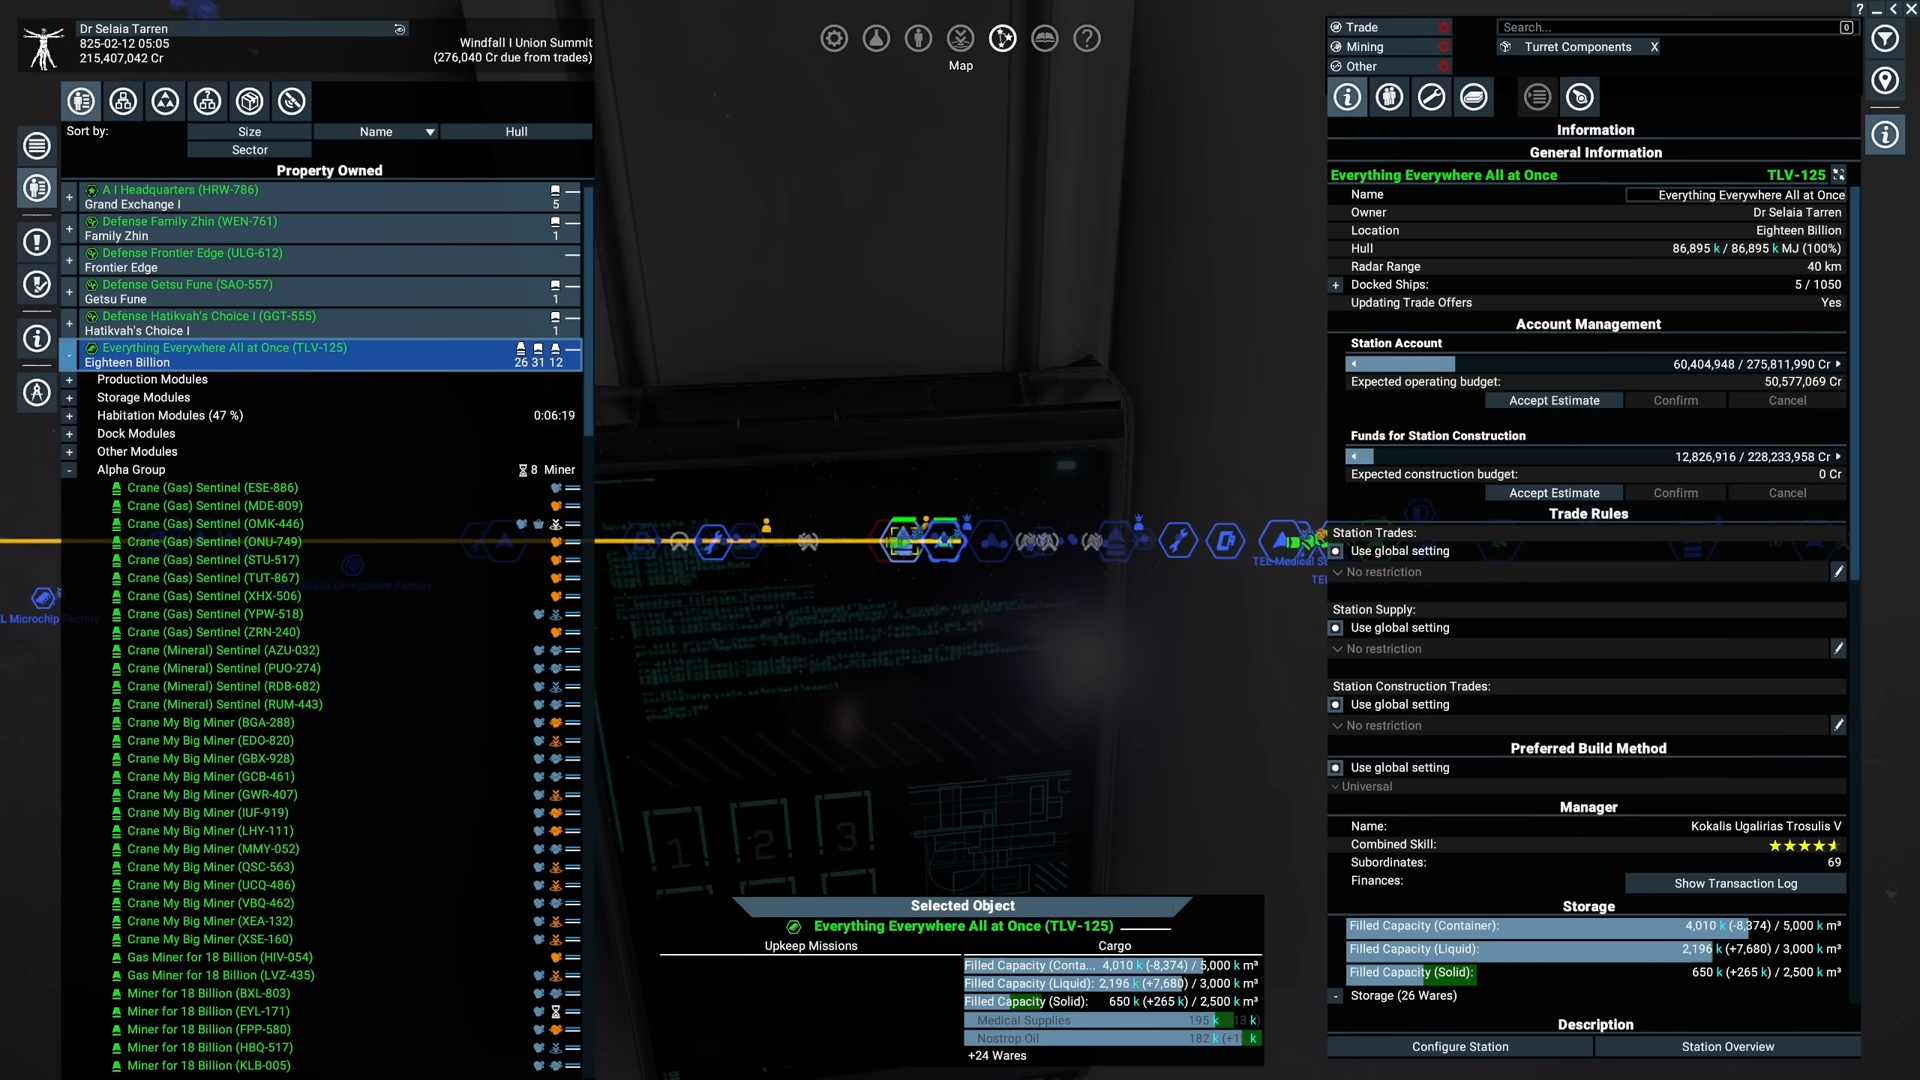 Dr Selaia Tarren
825-02-12 05:05
215,407,042 Cr
Windfall I Union Summit
(276,040 Cr due from trades)
Map
Sort by:
Size
Name
Hull
Sector
Property Owned
A I Headquarters (HRW-786)
Grand Exchange I
5
Defense Family Zhin (WEN-761)
Family Zhin
1
Defense Frontier Edge (ULG-612)
Frontier Edge
Defense Getsu Fune (SAO-557)
Getsu Fune
1
Defense Hatikvah's Choice I (GGT-555)
Hatikvah's Choice I
1
Everything Everywhere All at Once (TLV-125)
Eighteen Billion
26 31 12
Production Modules
Storage Modules
Habitation Modules (47 %) 0:06:19
Dock Modules
Other Modules
Alpha Group 8 Miner
Crane (Gas) Sentinel (ESE-886)
Crane (Gas) Sentinel (MDE-809)
Crane (Gas) Sentinel (OMK-446)
Crane (Gas) Sentinel (ONU-749)
Crane (Gas) Sentinel (STU-517)
Crane (Gas) Sentinel (TUT-867)
Crane (Gas) Sentinel (XHX-506)
Crane (Gas) Sentinel (YPW-518)
Crane (Gas) Sentinel (ZRN-240)
Crane (Mineral) Sentinel (AZU-032)
Crane (Mineral) Sentinel (PUO-274)
Crane (Mineral) Sentinel (RDB-682)
Crane (Mineral) Sentinel (RUM-443)
Crane My Big Miner (BGA-288)
Crane My Big Miner (EDO-820)
Crane My Big Miner (GBX-928)
Crane My Big Miner (GCB-461)
Crane My Big Miner (GWR-407)
Crane My Big Miner (IUF-919)
Crane My Big Miner (LHY-111)
Crane My Big Miner (MMY-052)
Crane My Big Miner (QSC-563)
Crane My Big Miner (UCQ-486)
Crane My Big Miner (VBQ-462)
Crane My Big Miner (XEA-132)
Crane My Big Miner (XSE-160)
Gas Miner for 18 Billion (HIV-054)
Gas Miner for 18 Billion (LVZ-435)
Miner for 18 Billion (BXL-803)
Miner for 18 Billion (EYL-171)
Miner for 18 Billion (FPP-580)
Miner for 18 Billion (HBQ-517)
Miner for 18 Billion (KLB-005)
L Microchip Factory
TEL Medical S
TEL
1 2 3
Selected Object
Everything Everywhere All at Once (TLV-125)
Upkeep Missions
Cargo
Filled Capacity (Conta... 4,010 k (-8,374) / 5,000 k m³
Filled Capacity (Liquid): 2,196 k (+7,680) / 3,000 k m³
Filled Capacity (Solid): 650 k (+265 k) / 2,500 k m³
Medical Supplies 195 k
Nostrop Oil 182 k
+24 Wares
Trade
Mining
Other
Search...
0
Turret Components X
Information
General Information
Everything Everywhere All at Once TLV-125
Name Everything Everywhere All at Once
Owner Dr Selaia Tarren
Location Eighteen Billion
Hull 86,895 k / 86,895 k MJ (100%)
Radar Range 40 km
Docked Ships: 5 / 1050
Updating Trade Offers Yes
Account Management
Station Account
60,404,948 / 275,811,990 Cr
Expected operating budget: 50,577,069 Cr
Accept Estimate Confirm Cancel
Funds for Station Construction
12,826,916 / 228,233,958 Cr
Expected construction budget: 0 Cr
Accept Estimate Confirm Cancel
Trade Rules
Station Trades:
Use global setting
No restriction
Station Supply:
Use global setting
No restriction
Station Construction Trades:
Use global setting
No restriction
Preferred Build Method
Use global setting
Universal
Manager
Name: Kokalis Ugalirias Trosulis V
Combined Skill:
Subordinates: 69
Finances: Show Transaction Log
Storage
Filled Capacity (Container): 4,010 k (-8,374) / 5,000 k m³
Filled Capacity (Liquid): 2,196 k (+7,680) / 3,000 k m³
Filled Capacity (Solid): 650 k (+265 k) / 2,500 k m³
Storage (26 Wares)
Description
Configure Station
Station Overview